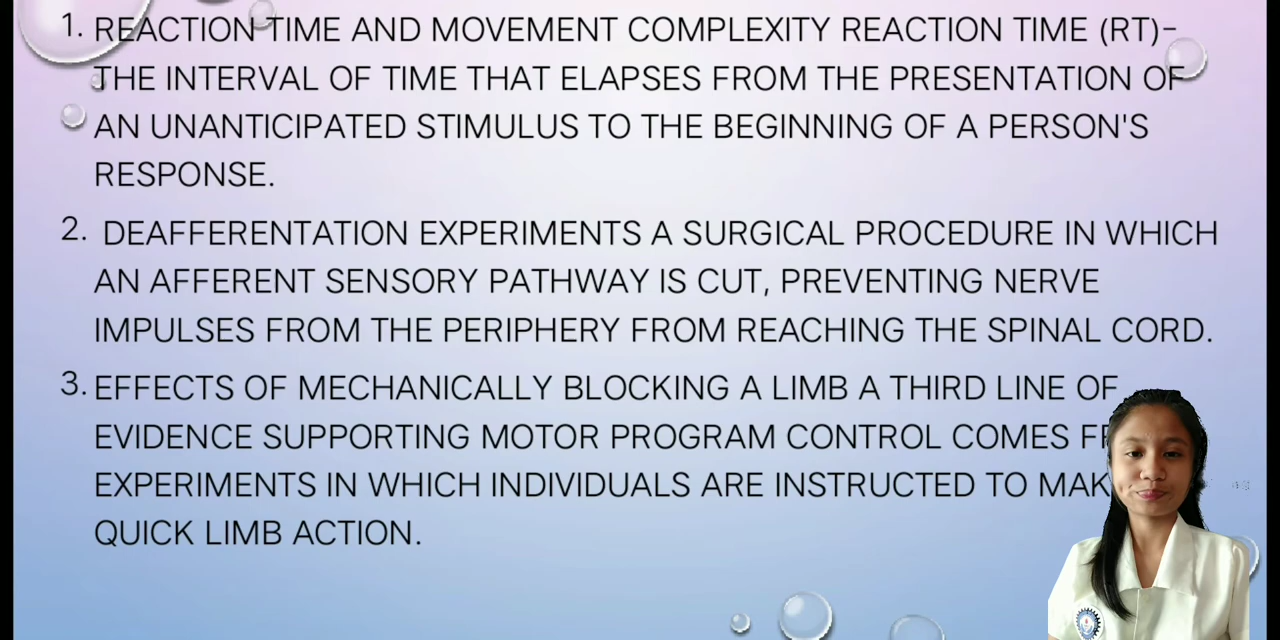 1. REACTION TIME AND MOVEMENT COMPLEXITY REACTION TIME (RT)-
THE INTERVAL OF TIME THAT ELAPSES FROM THE PRESENTATION OF
AN UNANTICIPATED STIMULUS TO THE BEGINNING OF A PERSON'S
RESPONSE.
2. DEAFFERENTATION EXPERIMENTS A SURGICAL PROCEDURE IN WHICH
AN AFFERENT SENSORY PATHWAY IS CUT, PREVENTING NERVE
IMPULSES FROM THE PERIPHERY FROM REACHING THE SPINAL CORD.
3. EFFECTS OF MECHANICALLY BLOCKING A LIMB A THIRD LINE OF
EVIDENCE SUPPORTING MOTOR PROGRAM CONTROL COMES
EXPERIMENTS IN WHICH INDIVIDUALS ARE INSTRUCTED TO
QUICK LIMB ACTION.